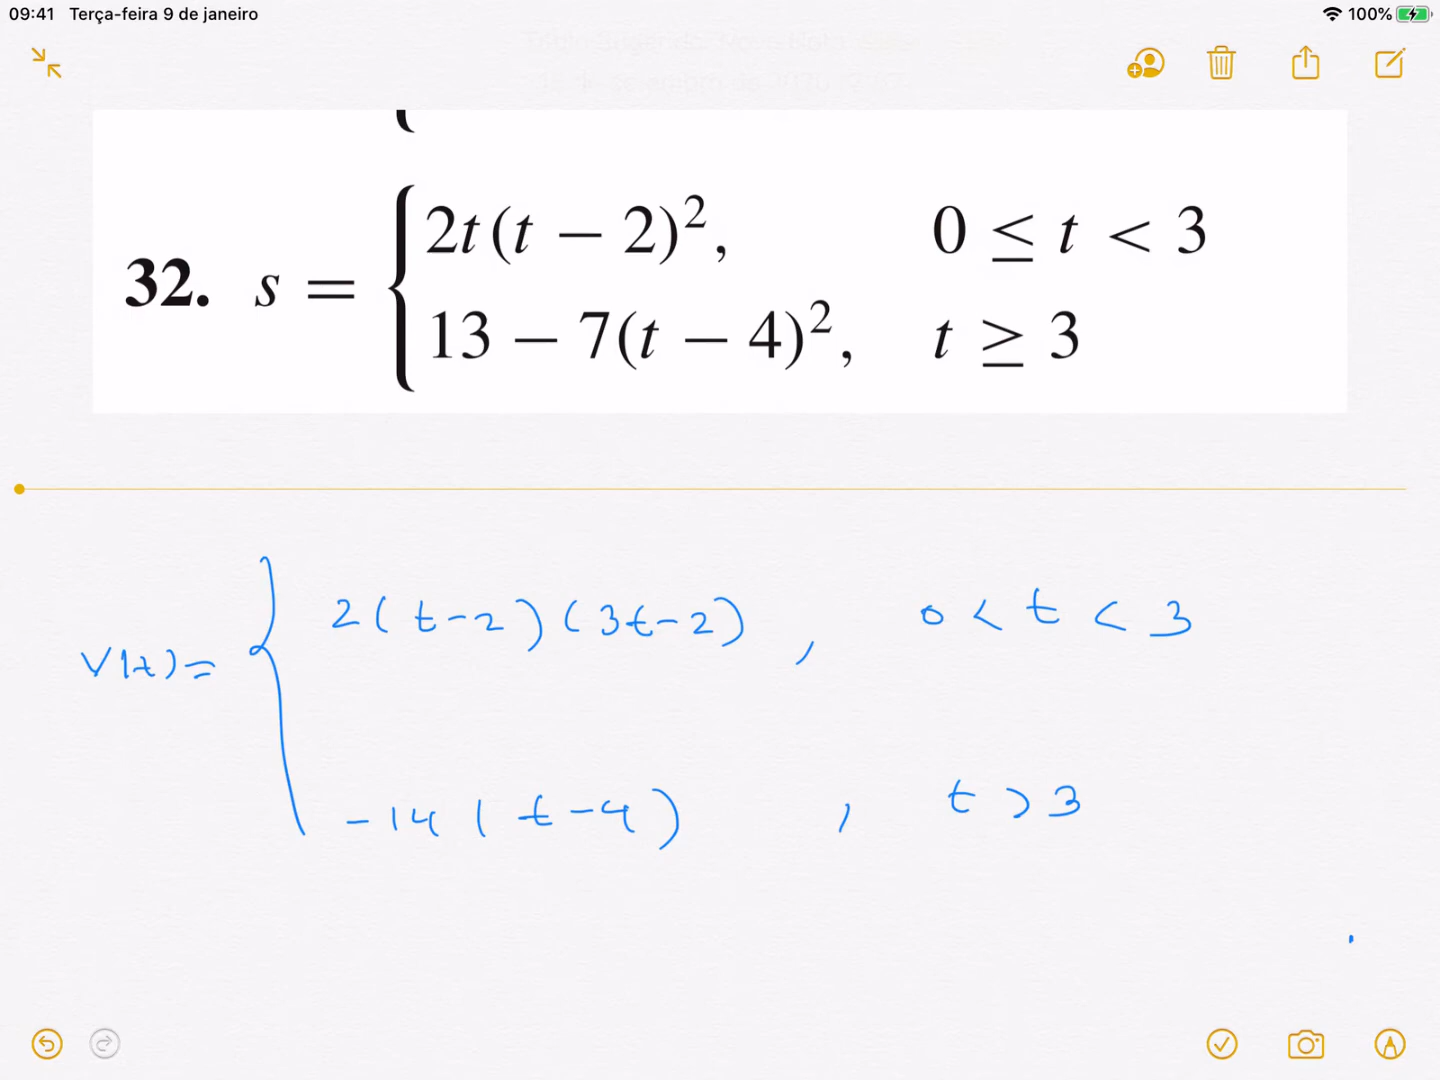 09:41 Terça-feira 9 de janeiro 100%
32. s = { 2t(t − 2)², 0 ≤ t < 3
13 − 7(t − 4)², t ≥ 3
V(t) = { 2(t-2)(3t-2) , 0 < t < 3
-14(t-4) , t > 3